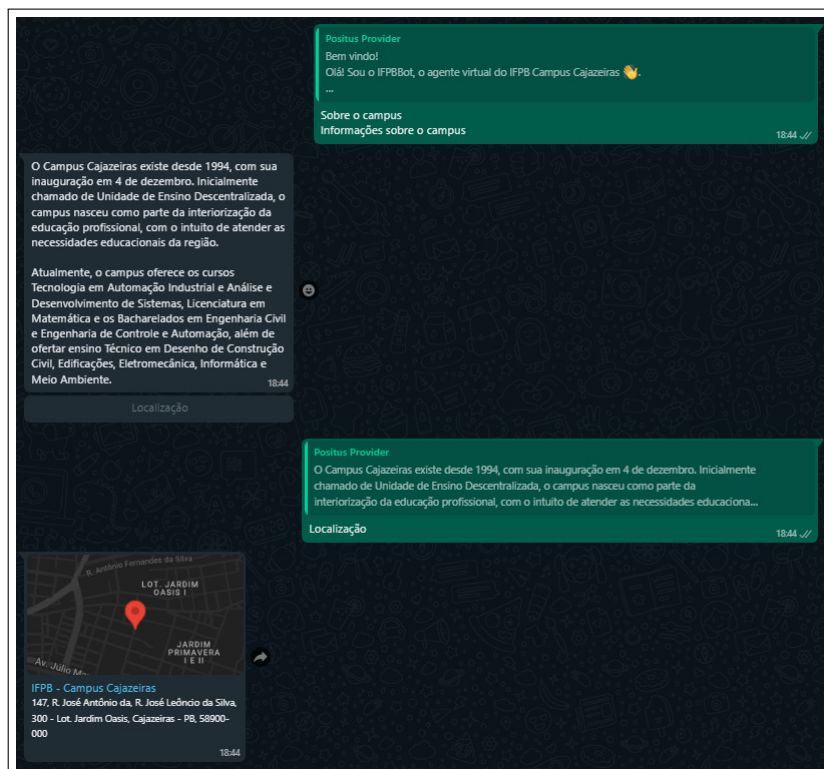 Positus Provider
Bem vindo!
Olá! Sou o IFPBBot, o agente virtual do IFPB Campus Cajazeiras 👋.
...
Sobre o campus
Informações sobre o campus
18:44
O Campus Cajazeiras existe desde 1994, com sua
inauguração em 4 de dezembro. Inicialmente
chamado de Unidade de Ensino Descentralizada, o
campus nasceu como parte da interiorização da
educação profissional, com o intuito de atender as
necessidades educacionais da região.
Atualmente, o campus oferece os cursos
Tecnologia em Automação Industrial e Análise e
Desenvolvimento de Sistemas, Licenciatura em
Matemática e os Bacharelados em Engenharia Civil
e Engenharia de Controle e Automação, além de
ofertar ensino Técnico em Desenho de Construção
Civil, Edificações, Eletromecânica, Informática e
Meio Ambiente.
18:44
Localização
Positus Provider
O Campus Cajazeiras existe desde 1994, com sua inauguração em 4 de dezembro. Inicialmente
chamado de Unidade de Ensino Descentralizada, o campus nasceu como parte da
interiorização da educação profissional, com o intuito de atender as necessidades educaciona...
Localização
18:44
R. Antônio Fernandes da Silva
LOT. JARDIM
OASIS I
JARDIM
PRIMAVERA
I E II
Av. Júlio
IFPB - Campus Cajazeiras
147, R. José Antônio da, R. José Leôncio da Silva,
300 - Lot. Jardim Oasis, Cajazeiras - PB, 58900-
000
18:44